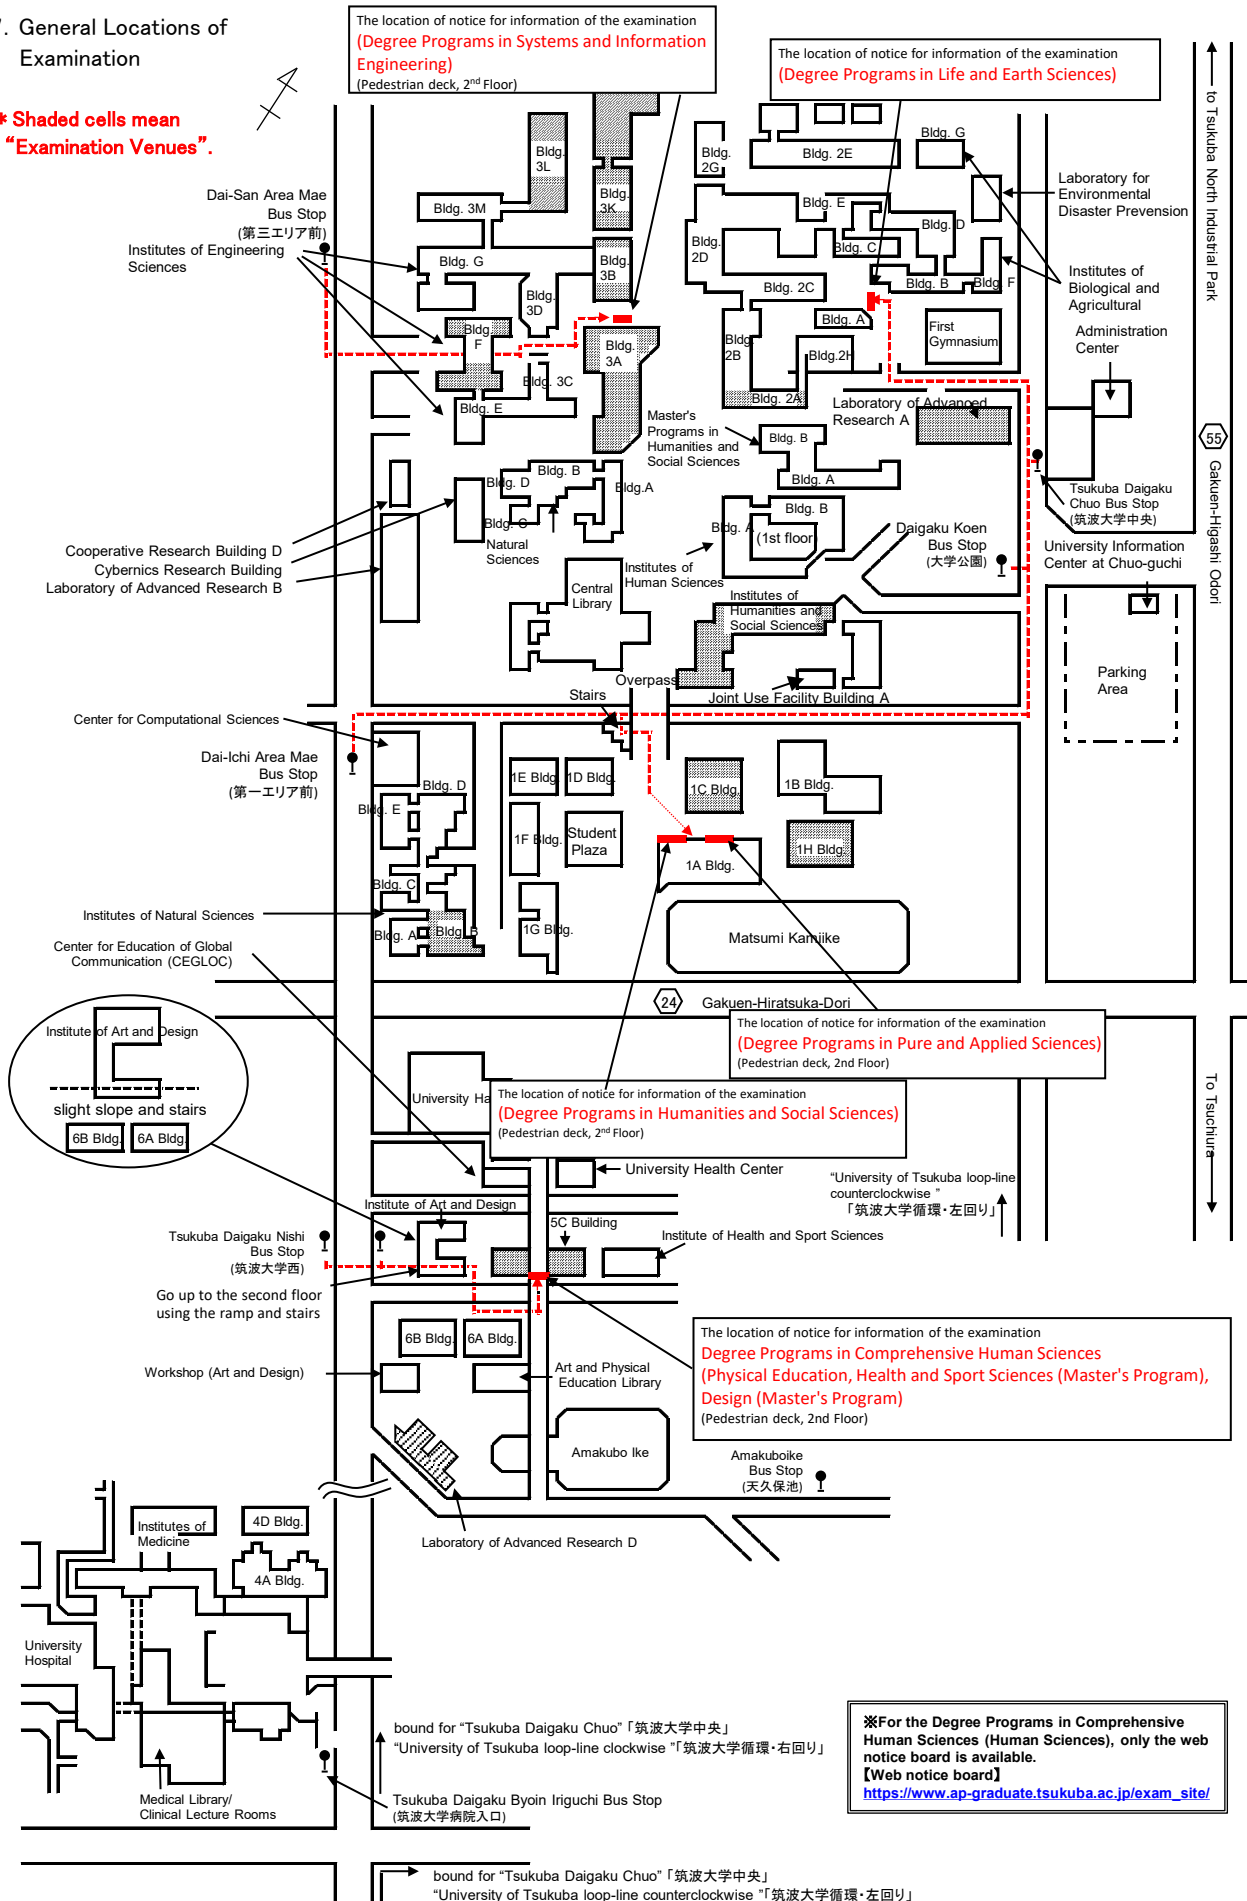 . General Locations of
Examination
* Shaded cells mean
“Examination Venues”.
The location of notice for information of the examination
(Degree Programs in Systems and Information
Engineering)
(Pedestrian deck, 2nd Floor)
The location of notice for information of the examination
(Degree Programs in Life and Earth Sciences)
to Tsukuba North Industrial Park
Bldg.
3L
Bldg.
3K
Bldg.
2G
Bldg. 2E
Bldg. G
Laboratory for
Environmental
Disaster Prevension
Dai-San Area Mae
Bus Stop
(第三エリア前)
Institutes of Engineering
Sciences
Bldg. 3M
Bldg. G
Bldg.
3B
Bldg.
3D
Bldg. E
Bldg. D
Bldg. C
Bldg.
2D
Bldg. 2C
Bldg. B
Bldg. F
Institutes of
Biological and
Agricultural
Bldg.
F
Bldg.
3A
Bldg. A
First
Gymnasium
Bldg.
2B
Bldg.2H
Administration
Center
Bldg. 3C
Bldg. E
Bldg. 2A
Laboratory of Advanced
Research A
Master's
Programs in
Humanities and
Social Sciences
Bldg. B
Bldg. A
55
Gakuen-Higashi Odori
Bldg. B
Bldg. D
Bldg.A
Bldg. C
Natural
Sciences
Tsukuba Daigaku
Chuo Bus Stop
(筑波大学中央)
Bldg. B
Bldg. A
(1st floor)
Institutes of
Human Sciences
Daigaku Koen
Bus Stop
(大学公園)
University Information
Center at Chuo-guchi
Cooperative Research Building D
Cybernics Research Building
Laboratory of Advanced Research B
Central
Library
Institutes of
Humanities and
Social Sciences
Parking
Area
Overpass
Stairs
Joint Use Facility Building A
Center for Computational Sciences
Dai-Ichi Area Mae
Bus Stop
(第一エリア前)
Bldg. D
Bldg. E
1E Bldg.
1D Bldg.
1C Bldg.
1B Bldg.
1F Bldg.
Student
Plaza
1A Bldg.
1H Bldg.
Bldg. C
Institutes of Natural Sciences
Bldg. A
Bldg. B
1G Bldg.
Matsumi Kamiike
Center for Education of Global
Communication (CEGLOC)
24
Gakuen-Hiratsuka-Dori
The location of notice for information of the examination
(Degree Programs in Pure and Applied Sciences)
(Pedestrian deck, 2nd Floor)
Institute of Art and Design
slight slope and stairs
6B Bldg.
6A Bldg.
University Ha
The location of notice for information of the examination
(Degree Programs in Humanities and Social Sciences)
(Pedestrian deck, 2nd Floor)
To Tsuchiura
University Health Center
“University of Tsukuba loop-line
counterclockwise ”
「筑波大学循環・左回り」
Institute of Art and Design
5C Building
Institute of Health and Sport Sciences
Tsukuba Daigaku Nishi
Bus Stop
(筑波大学西)
Go up to the second floor
using the ramp and stairs
6B Bldg.
6A Bldg.
The location of notice for information of the examination
Degree Programs in Comprehensive Human Sciences
(Physical Education, Health and Sport Sciences (Master's Program),
Design (Master's Program)
(Pedestrian deck, 2nd Floor)
Workshop (Art and Design)
Art and Physical
Education Library
Amakubo Ike
Amakuboike
Bus Stop
(天久保池)
Laboratory of Advanced Research D
Institutes of
Medicine
4D Bldg.
4A Bldg.
University
Hospital
Medical Library/
Clinical Lecture Rooms
bound for “Tsukuba Daigaku Chuo” 「筑波大学中央」
“University of Tsukuba loop-line clockwise ”「筑波大学循環・右回り」
Tsukuba Daigaku Byoin Iriguchi Bus Stop
(筑波大学病院入口)
※For the Degree Programs in Comprehensive
Human Sciences (Human Sciences), only the web
notice board is available.
【Web notice board】
https://www.ap-graduate.tsukuba.ac.jp/exam_site/
bound for “Tsukuba Daigaku Chuo” 「筑波大学中央」
“University of Tsukuba loop-line counterclockwise ”「筑波大学循環・左回り」